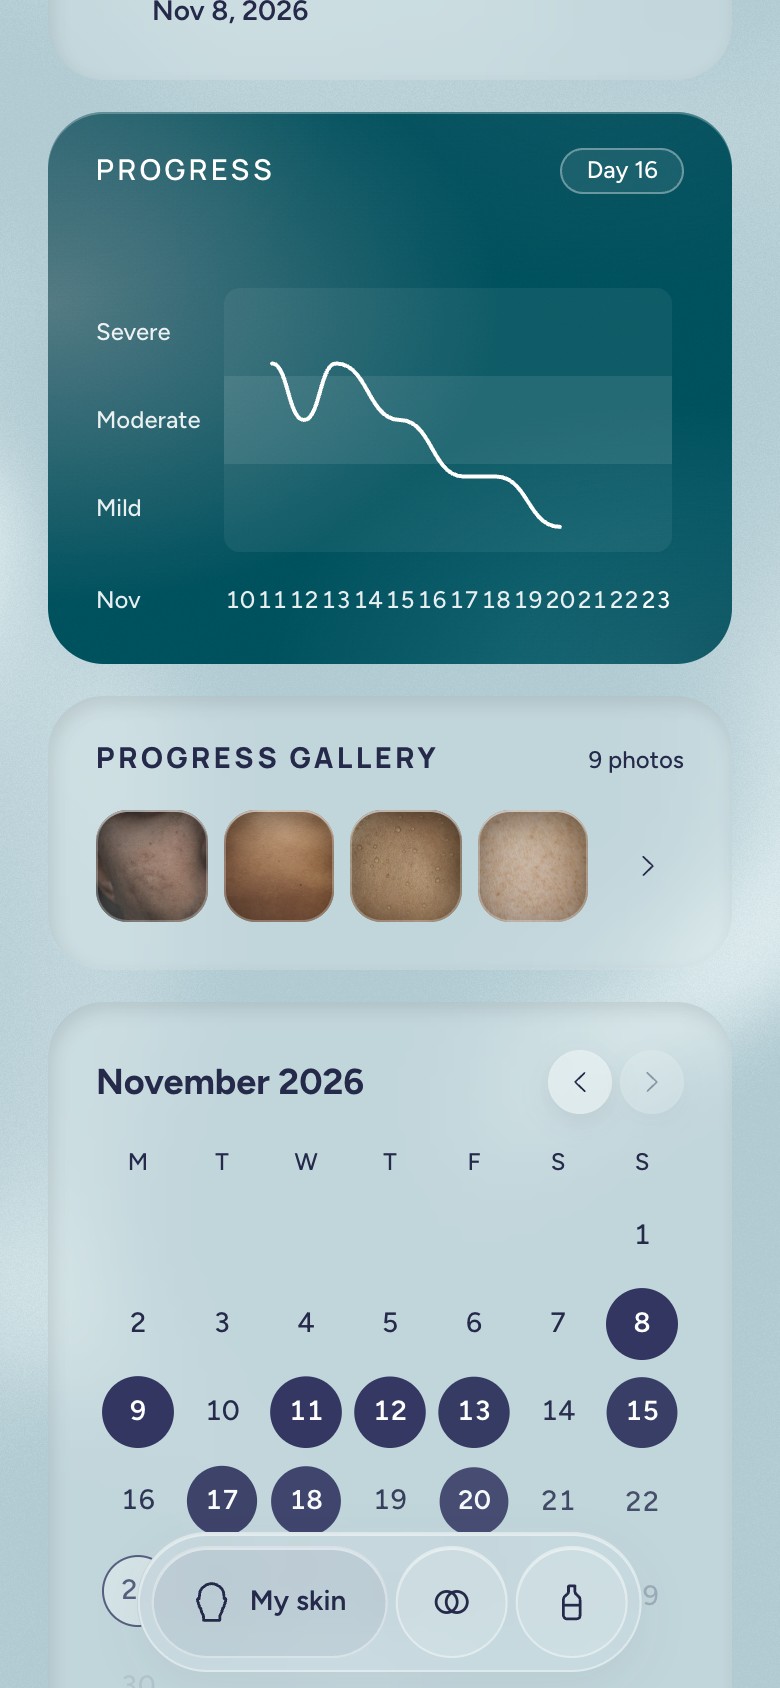 Nov 8, 2026
PROGRESS
Day 16
Severe
Moderate
Mild
Nov 10 11 12 13 14 15 16 17 18 19 20 21 22 23
PROGRESS GALLERY
9 photos
November 2026
M T W T F S S
1
2 3 4 5 6 7 8
9 10 11 12 13 14 15
16 17 18 19 20 21 22
My skin
30